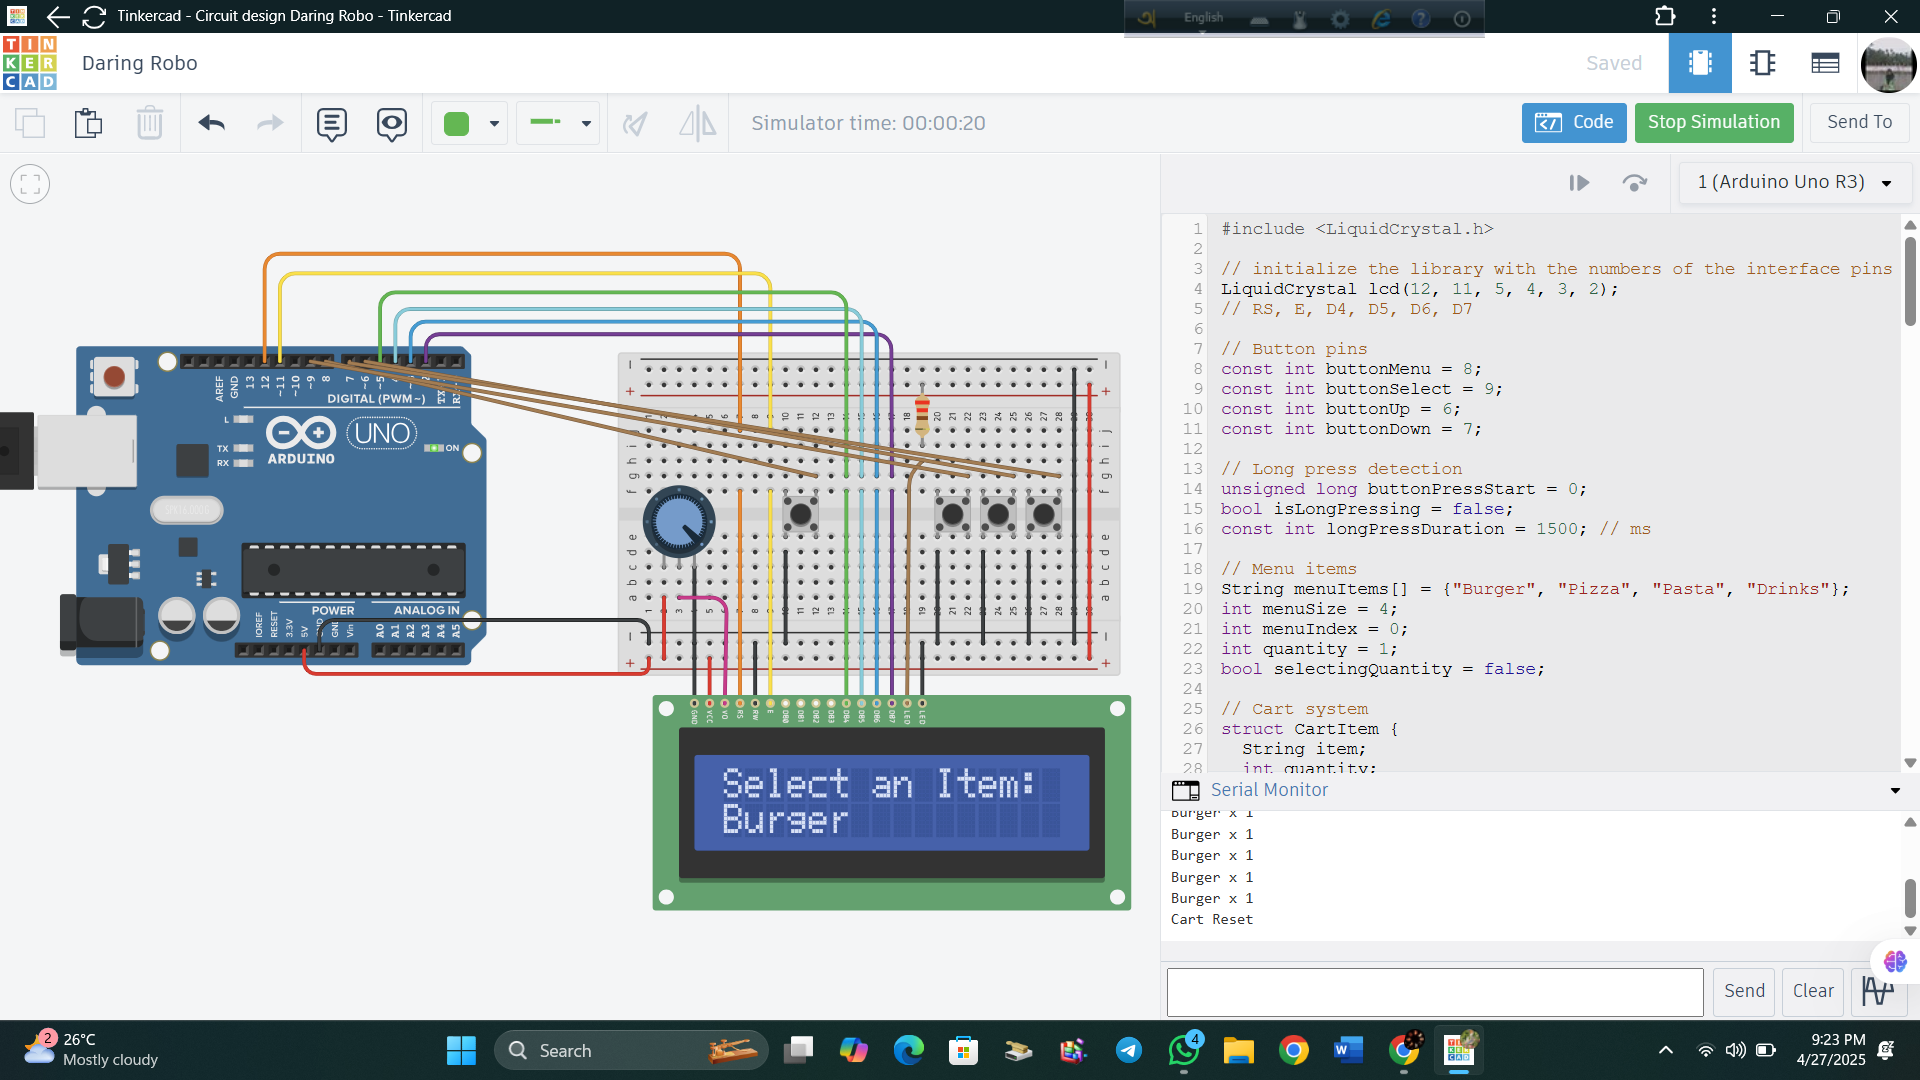 Tinkercad - Circuit design Daring Robo - Tinkercad
English
TIN
KER
CAD
Daring Robo
Saved
Simulator time: 00:00:20
Code
Stop Simulation
Send To
1 (Arduino Uno R3)
1 #include <LiquidCrystal.h>
2
3 // initialize the library with the numbers of the interface pins
4 LiquidCrystal lcd(12, 11, 5, 4, 3, 2);
5 // RS, E, D4, D5, D6, D7
6
7 // Button pins
8 const int buttonMenu = 8;
9 const int buttonSelect = 9;
10 const int buttonUp = 6;
11 const int buttonDown = 7;
12
13 // Long press detection
14 unsigned long buttonPressStart = 0;
15 bool isLongPressing = false;
16 const int longPressDuration = 1500; // ms
17
18 // Menu items
19 String menuItems[] = {"Burger", "Pizza", "Pasta", "Drinks"};
20 int menuSize = 4;
21 int menuIndex = 0;
22 int quantity = 1;
23 bool selectingQuantity = false;
24
25 // Cart system
26 struct CartItem {
27 String item;
28 int quantity;
Serial Monitor
Burger x 1
Burger x 1
Burger x 1
Burger x 1
Burger x 1
Cart Reset
Send
Clear
AREF
GND
13
12
~11
~10
~9
8
7
~6
~5
DIGITAL (PWM~)
L
TX
RX
UNO
ON
ARDUINO
POWER
ANALOG IN
IOREF
RESET
3.3V
5V
GND
Vin
A0
A1
A2
A3
A4
A5
GND
VCC
V0
RS
RW
E
DB0
DB1
DB2
DB3
DB4
DB5
DB6
DB7
LED
LED
Select an Item:
Burger
2
26°C
Mostly cloudy
Search
4
9:23 PM
4/27/2025